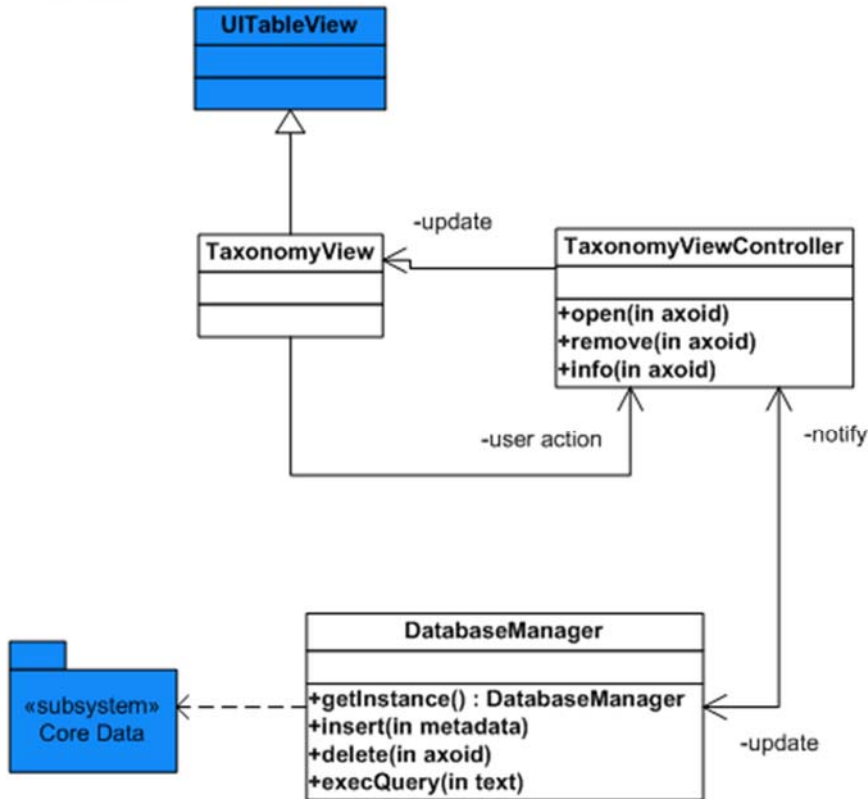 UITableView
-update
TaxonomyView
TaxonomyViewController
+open(in axoid)
+remove(in axoid)
+info(in axoid)
-user action
-notify
DatabaseManager
«subsystem»
Core Data
+getInstance() : DatabaseManager
+insert(in metadata)
+delete(in axoid)
+execQuery(in text)
-update